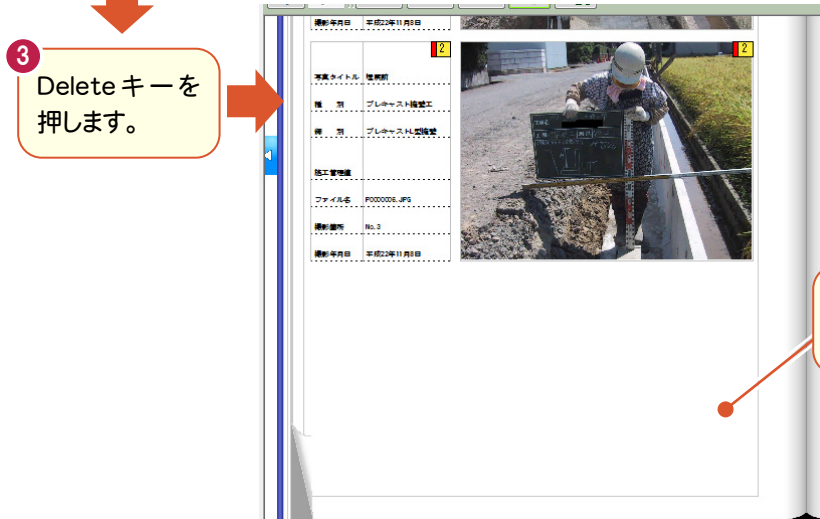 3
Deleteキーを
押します。
撮影年月日 平成22年11月8日
2
2
写真タイトル 埋戻前
種 別 プレキャスト擁壁工
細 別 プレキャストL型擁壁
施工管理値
ファイル名 P0000006.JPG
撮影箇所 No.3
撮影年月日 平成22年11月8日